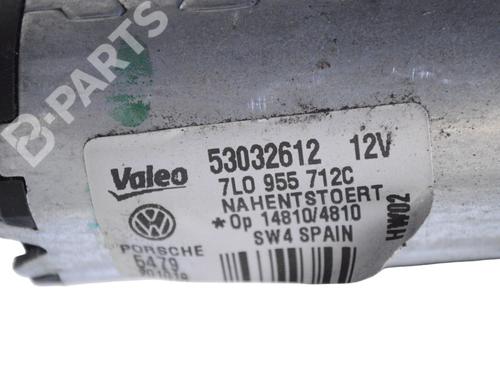 Valeo 53032612 12V
7L0 955 712C
NAHENTSTOERT
*Op 14810/4810
SW4 SPAIN
HW02
PORSCHE
5479
B-PARTS